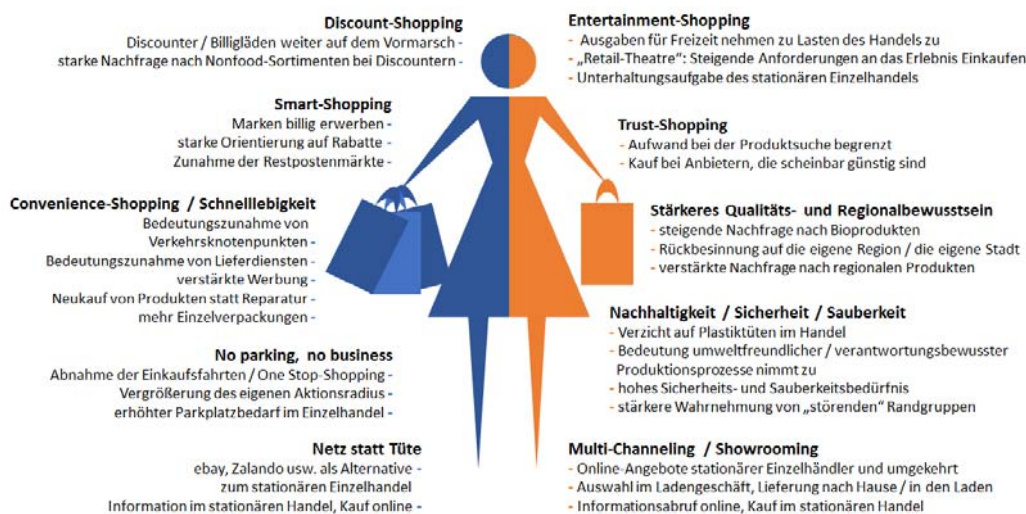 Discount-Shopping
Discounter / Billigläden weiter auf dem Vormarsch -
starke Nachfrage nach Nonfood-Sortimenten bei Discountern -
Smart-Shopping
Marken billig erwerben -
starke Orientierung auf Rabatte -
Zunahme der Restpostenmärkte -
Convenience-Shopping / Schnelllebigkeit
Bedeutungszunahme von
Verkehrsknotenpunkten -
Bedeutungszunahme von Lieferdiensten -
verstärkte Werbung -
Neukauf von Produkten statt Reparatur -
mehr Einzelverpackungen -
No parking, no business
Abnahme der Einkaufsfahrten / One Stop-Shopping -
Vergrößerung des eigenen Aktionsradius -
erhöhter Parkplatzbedarf im Einzelhandel -
Netz statt Tüte
ebay, Zalando usw. als Alternative -
zum stationären Einzelhandel
Information im stationären Handel, Kauf online -
Entertainment-Shopping
- Ausgaben für Freizeit nehmen zu Lasten des Handels zu
- „Retail-Theatre“: Steigende Anforderungen an das Erlebnis Einkaufen
- Unterhaltungsaufgabe des stationären Einzelhandels
Trust-Shopping
- Aufwand bei der Produktsuche begrenzt
- Kauf bei Anbietern, die scheinbar günstig sind
Stärkeres Qualitäts- und Regionalbewusstsein
- steigende Nachfrage nach Bioprodukten
- Rückbesinnung auf die eigene Region / die eigene Stadt
- verstärkte Nachfrage nach regionalen Produkten
Nachhaltigkeit / Sicherheit / Sauberkeit
- Verzicht auf Plastiktüten im Handel
- Bedeutung umweltfreundlicher / verantwortungsbewusster
Produktionsprozesse nimmt zu
- hohes Sicherheits- und Sauberkeitsbedürfnis
- stärkere Wahrnehmung von „störenden“ Randgruppen
Multi-Channeling / Showrooming
- Online-Angebote stationärer Einzelhändler und umgekehrt
- Auswahl im Ladengeschäft, Lieferung nach Hause / in den Laden
- Informationsabruf online, Kauf im stationären Handel